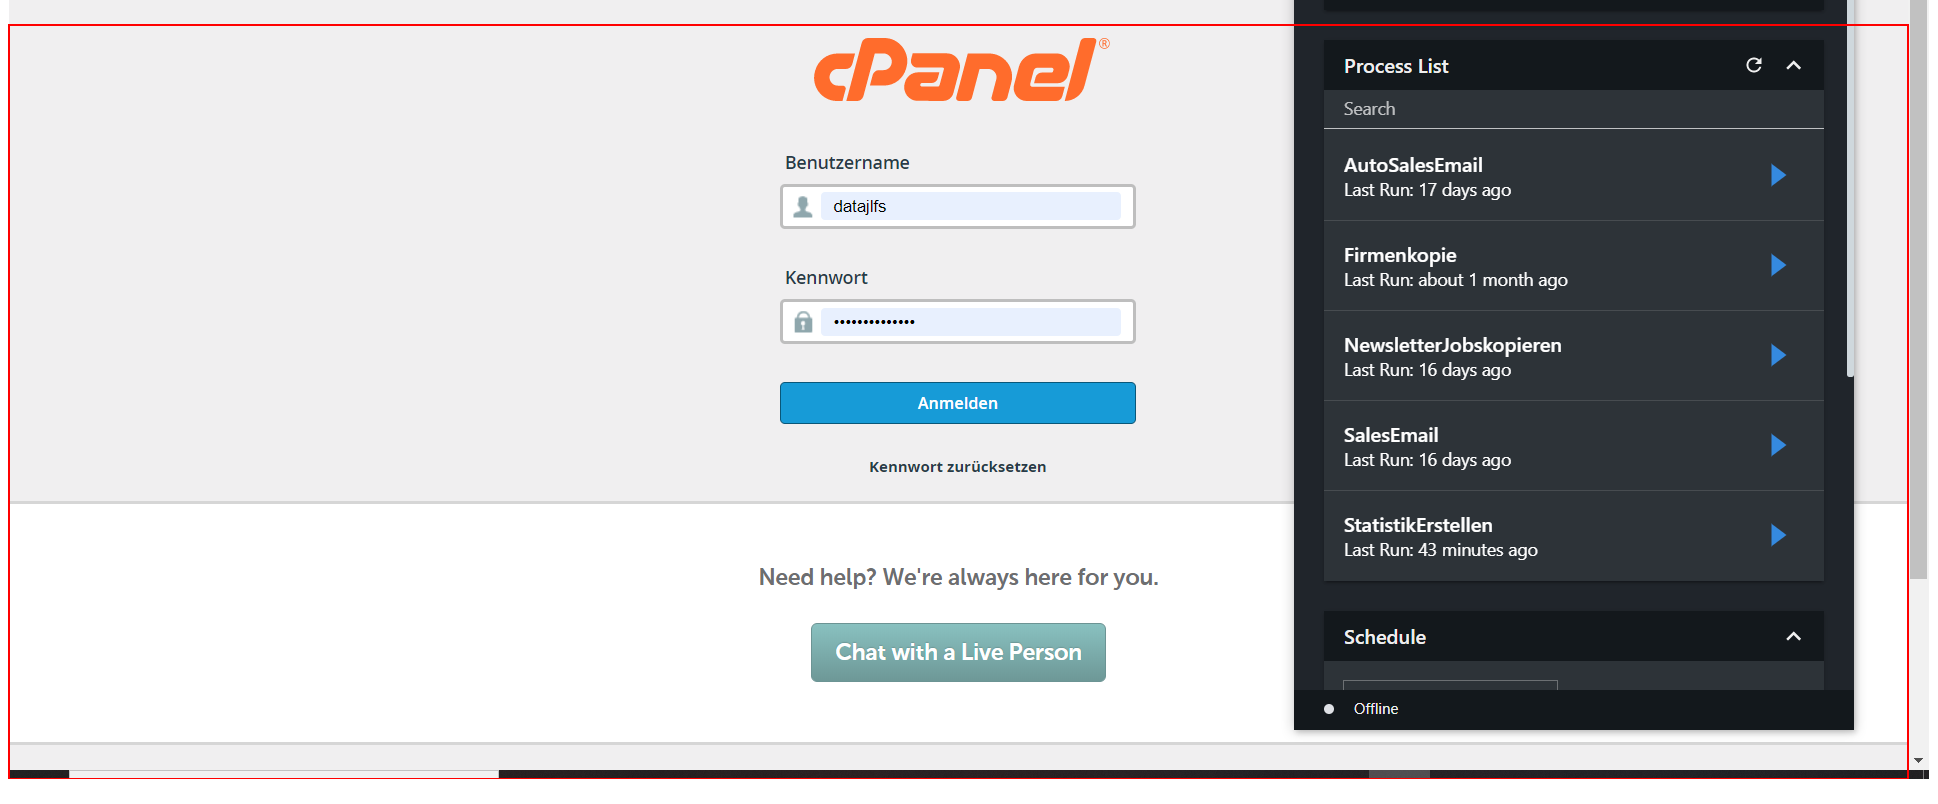 cPanel®
Benutzername
datajlfs
Kennwort
••••••••••••••
Anmelden
Kennwort zurücksetzen
Need help? We're always here for you.
Chat with a Live Person
Process List
Search
AutoSalesEmail
Last Run: 17 days ago
Firmenkopie
Last Run: about 1 month ago
NewsletterJobskopieren
Last Run: 16 days ago
SalesEmail
Last Run: 16 days ago
StatistikErstellen
Last Run: 43 minutes ago
Schedule
Offline